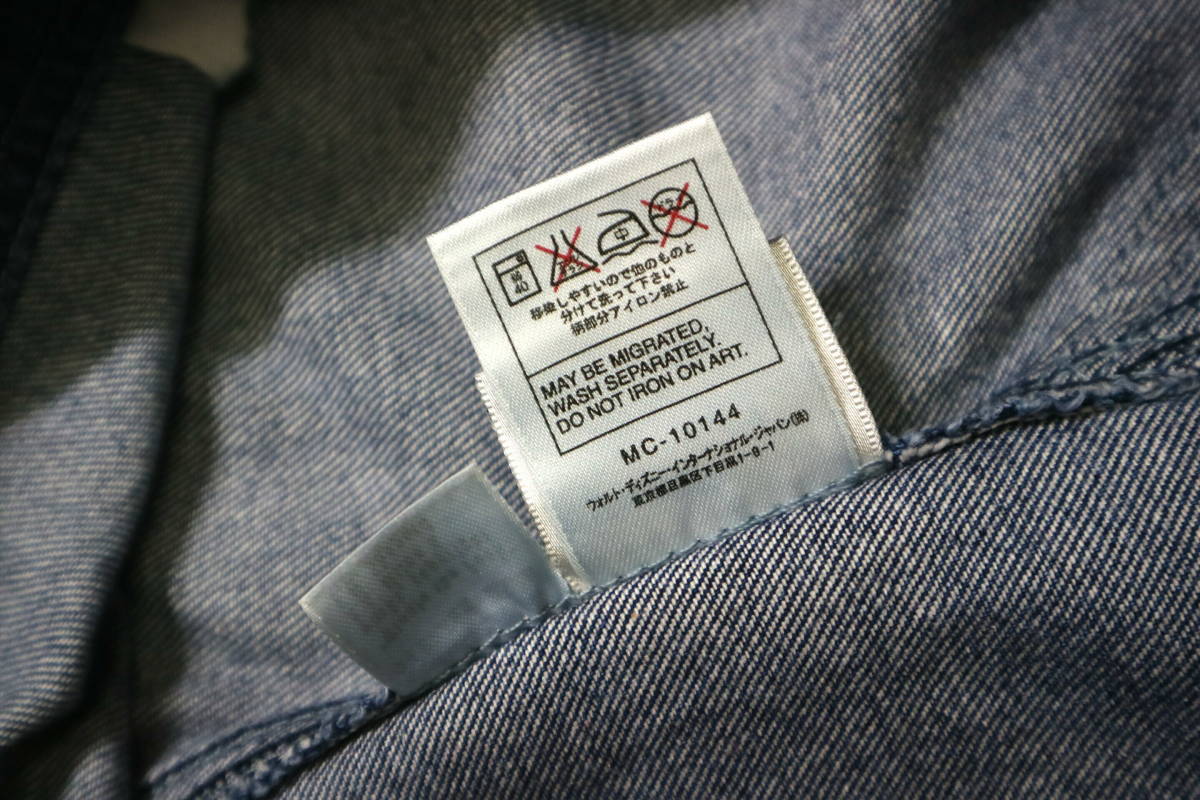 40
中
移染しやすいので他のものと
分けて洗って下さい
柄部分アイロン禁止
MAY BE MIGRATED,
WASH SEPARATELY.
DO NOT IRON ON ART.
MC-10144
ウォルト・ディズニー・インターナショナル・ジャパン(株)
東京都目黒区下目黒1-8-1